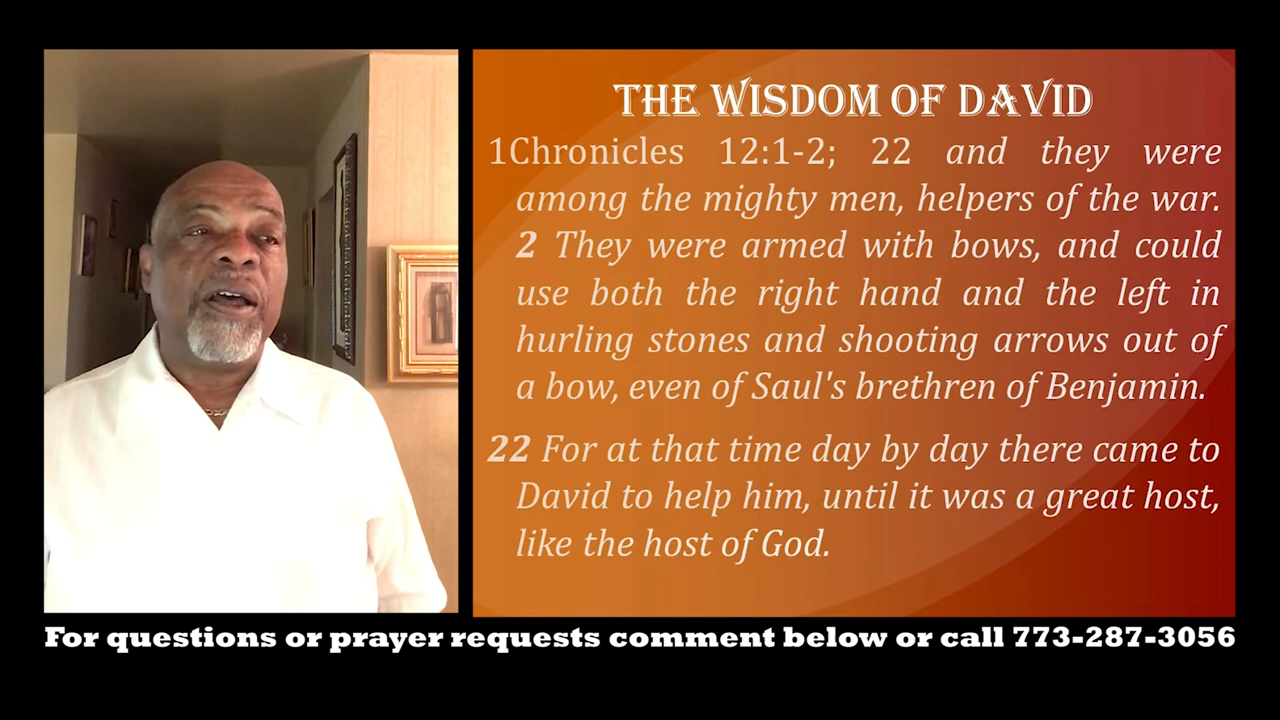 THE WISDOM OF DAVID
1Chronicles 12:1-2; 22 and they were
among the mighty men, helpers of the war.
2 They were armed with bows, and could
use both the right hand and the left in
hurling stones and shooting arrows out of
a bow, even of Saul's brethren of Benjamin.
22 For at that time day by day there came to
David to help him, until it was a great host,
like the host of God.
For questions or prayer requests comment below or call 773-287-3056